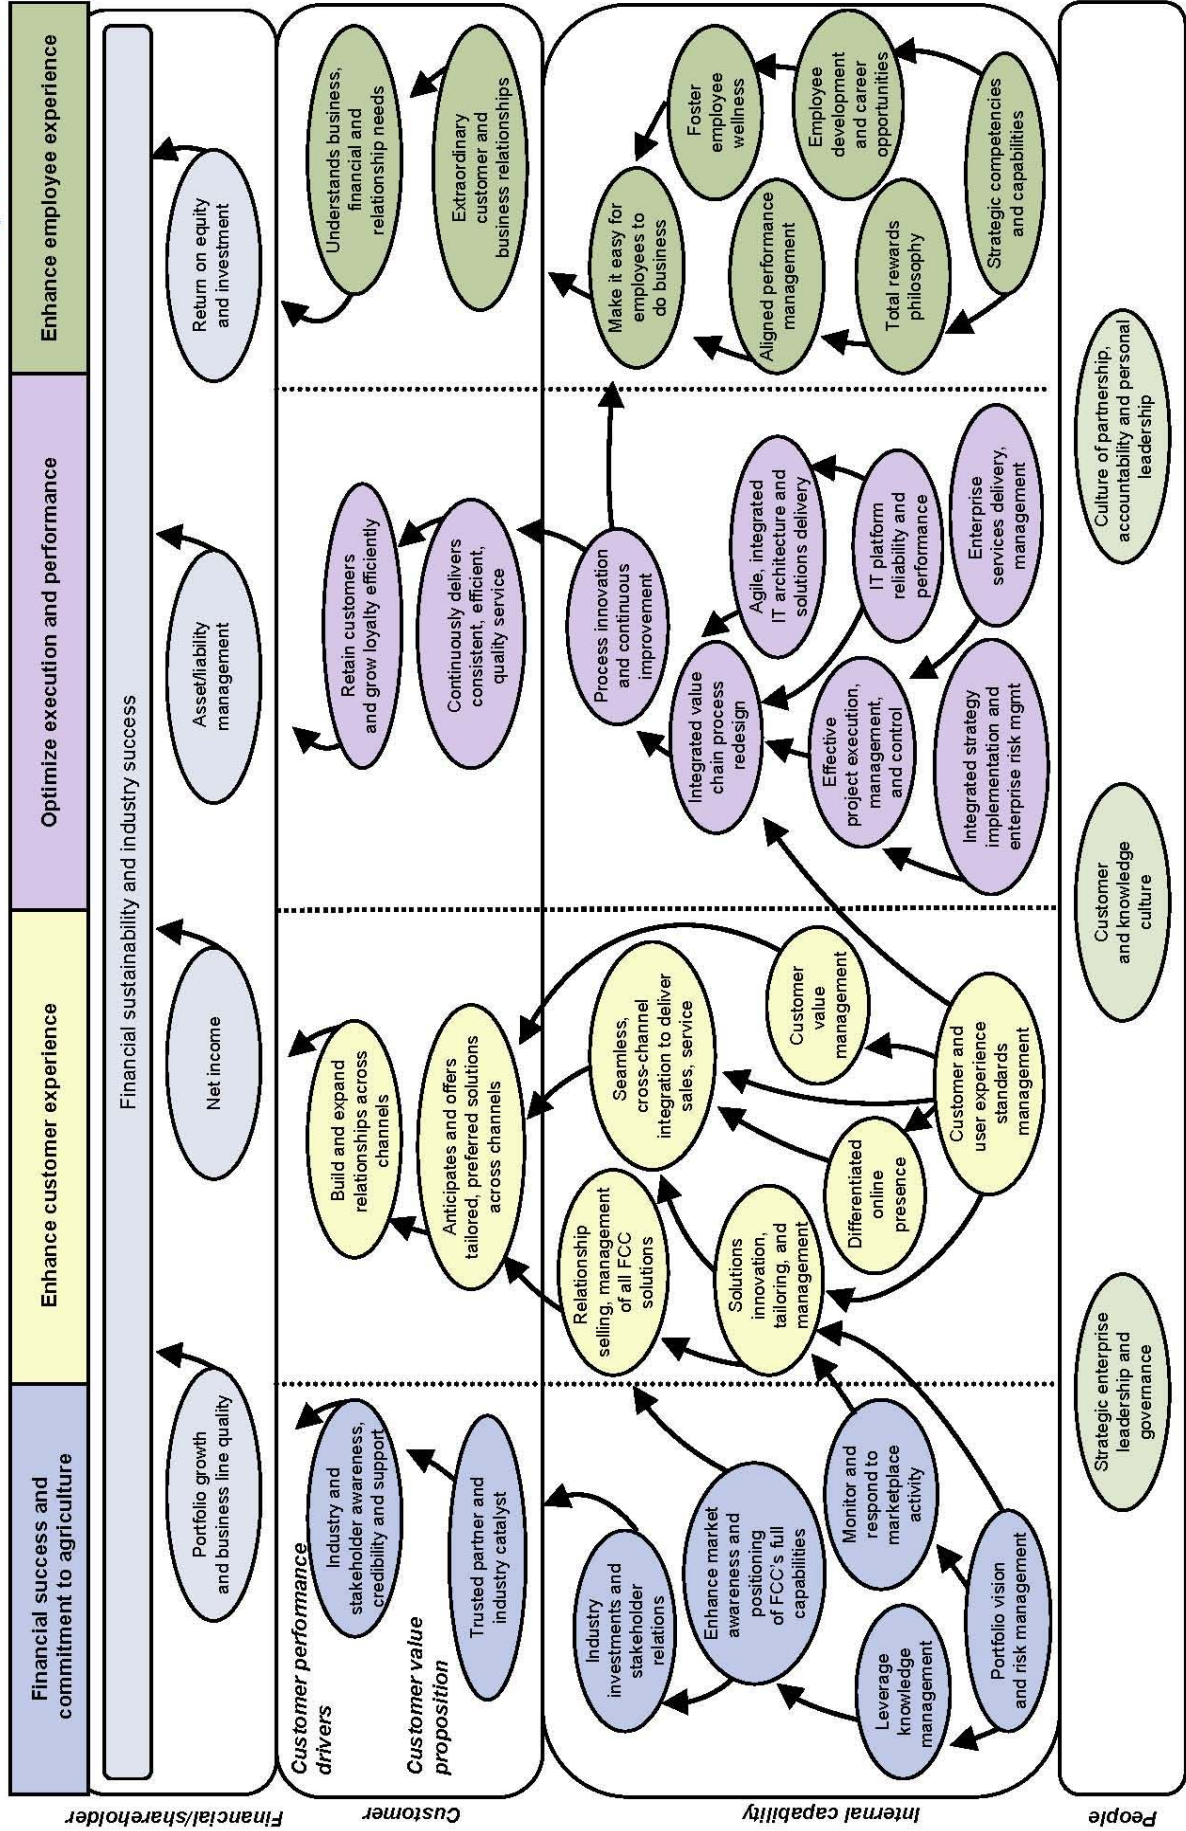 Financial success and
commitment to agriculture
Enhance customer experience
Optimize execution and performance
Enhance employee experience
Financial/shareholder
Financial sustainability and industry success
Portfolio growth
and business line quality
Net income
Asset/liability
management
Return on equity
and investment
Customer
Customer performance
drivers
Industry and
stakeholder awareness,
credibility and support
Build and expand
relationships across
channels
Retain customers
and grow loyalty efficiently
Understands business,
financial and
relationship needs
Customer value
proposition
Trusted partner and
industry catalyst
Anticipates and offers
tailored, preferred solutions
across channels
Continuously delivers
consistent, efficient,
quality service
Extraordinary
customer and
business relationships
Internal capability
Industry
investments and
stakeholder
relations
Enhance market
awareness and
positioning
of FCC's full
capabilities
Monitor and
respond to
marketplace
activity
Leverage
knowledge
management
Portfolio vision
and risk management
Relationship
selling, management
of all FCC
solutions
Seamless,
cross-channel
integration to deliver
sales, service
Solutions
innovation,
tailoring, and
management
Customer
value
management
Differentiated
online
presence
Customer and
user experience
standards
management
Process innovation
and continuous
improvement
Integrated value
chain process
redesign
Agile, integrated
IT architecture and
solutions delivery
Effective
project execution,
management,
and control
IT platform
reliability and
performance
Integrated strategy
implementation and
enterprise risk mgmt
Enterprise
services delivery,
management
Make it easy for
employees to
do business
Foster
employee
wellness
Aligned performance
management
Employee
development
and career
opportunities
Total rewards
philosophy
Strategic competencies
and capabilities
People
Strategic enterprise
leadership and
governance
Customer
and knowledge
culture
Culture of partnership,
accountability and personal
leadership